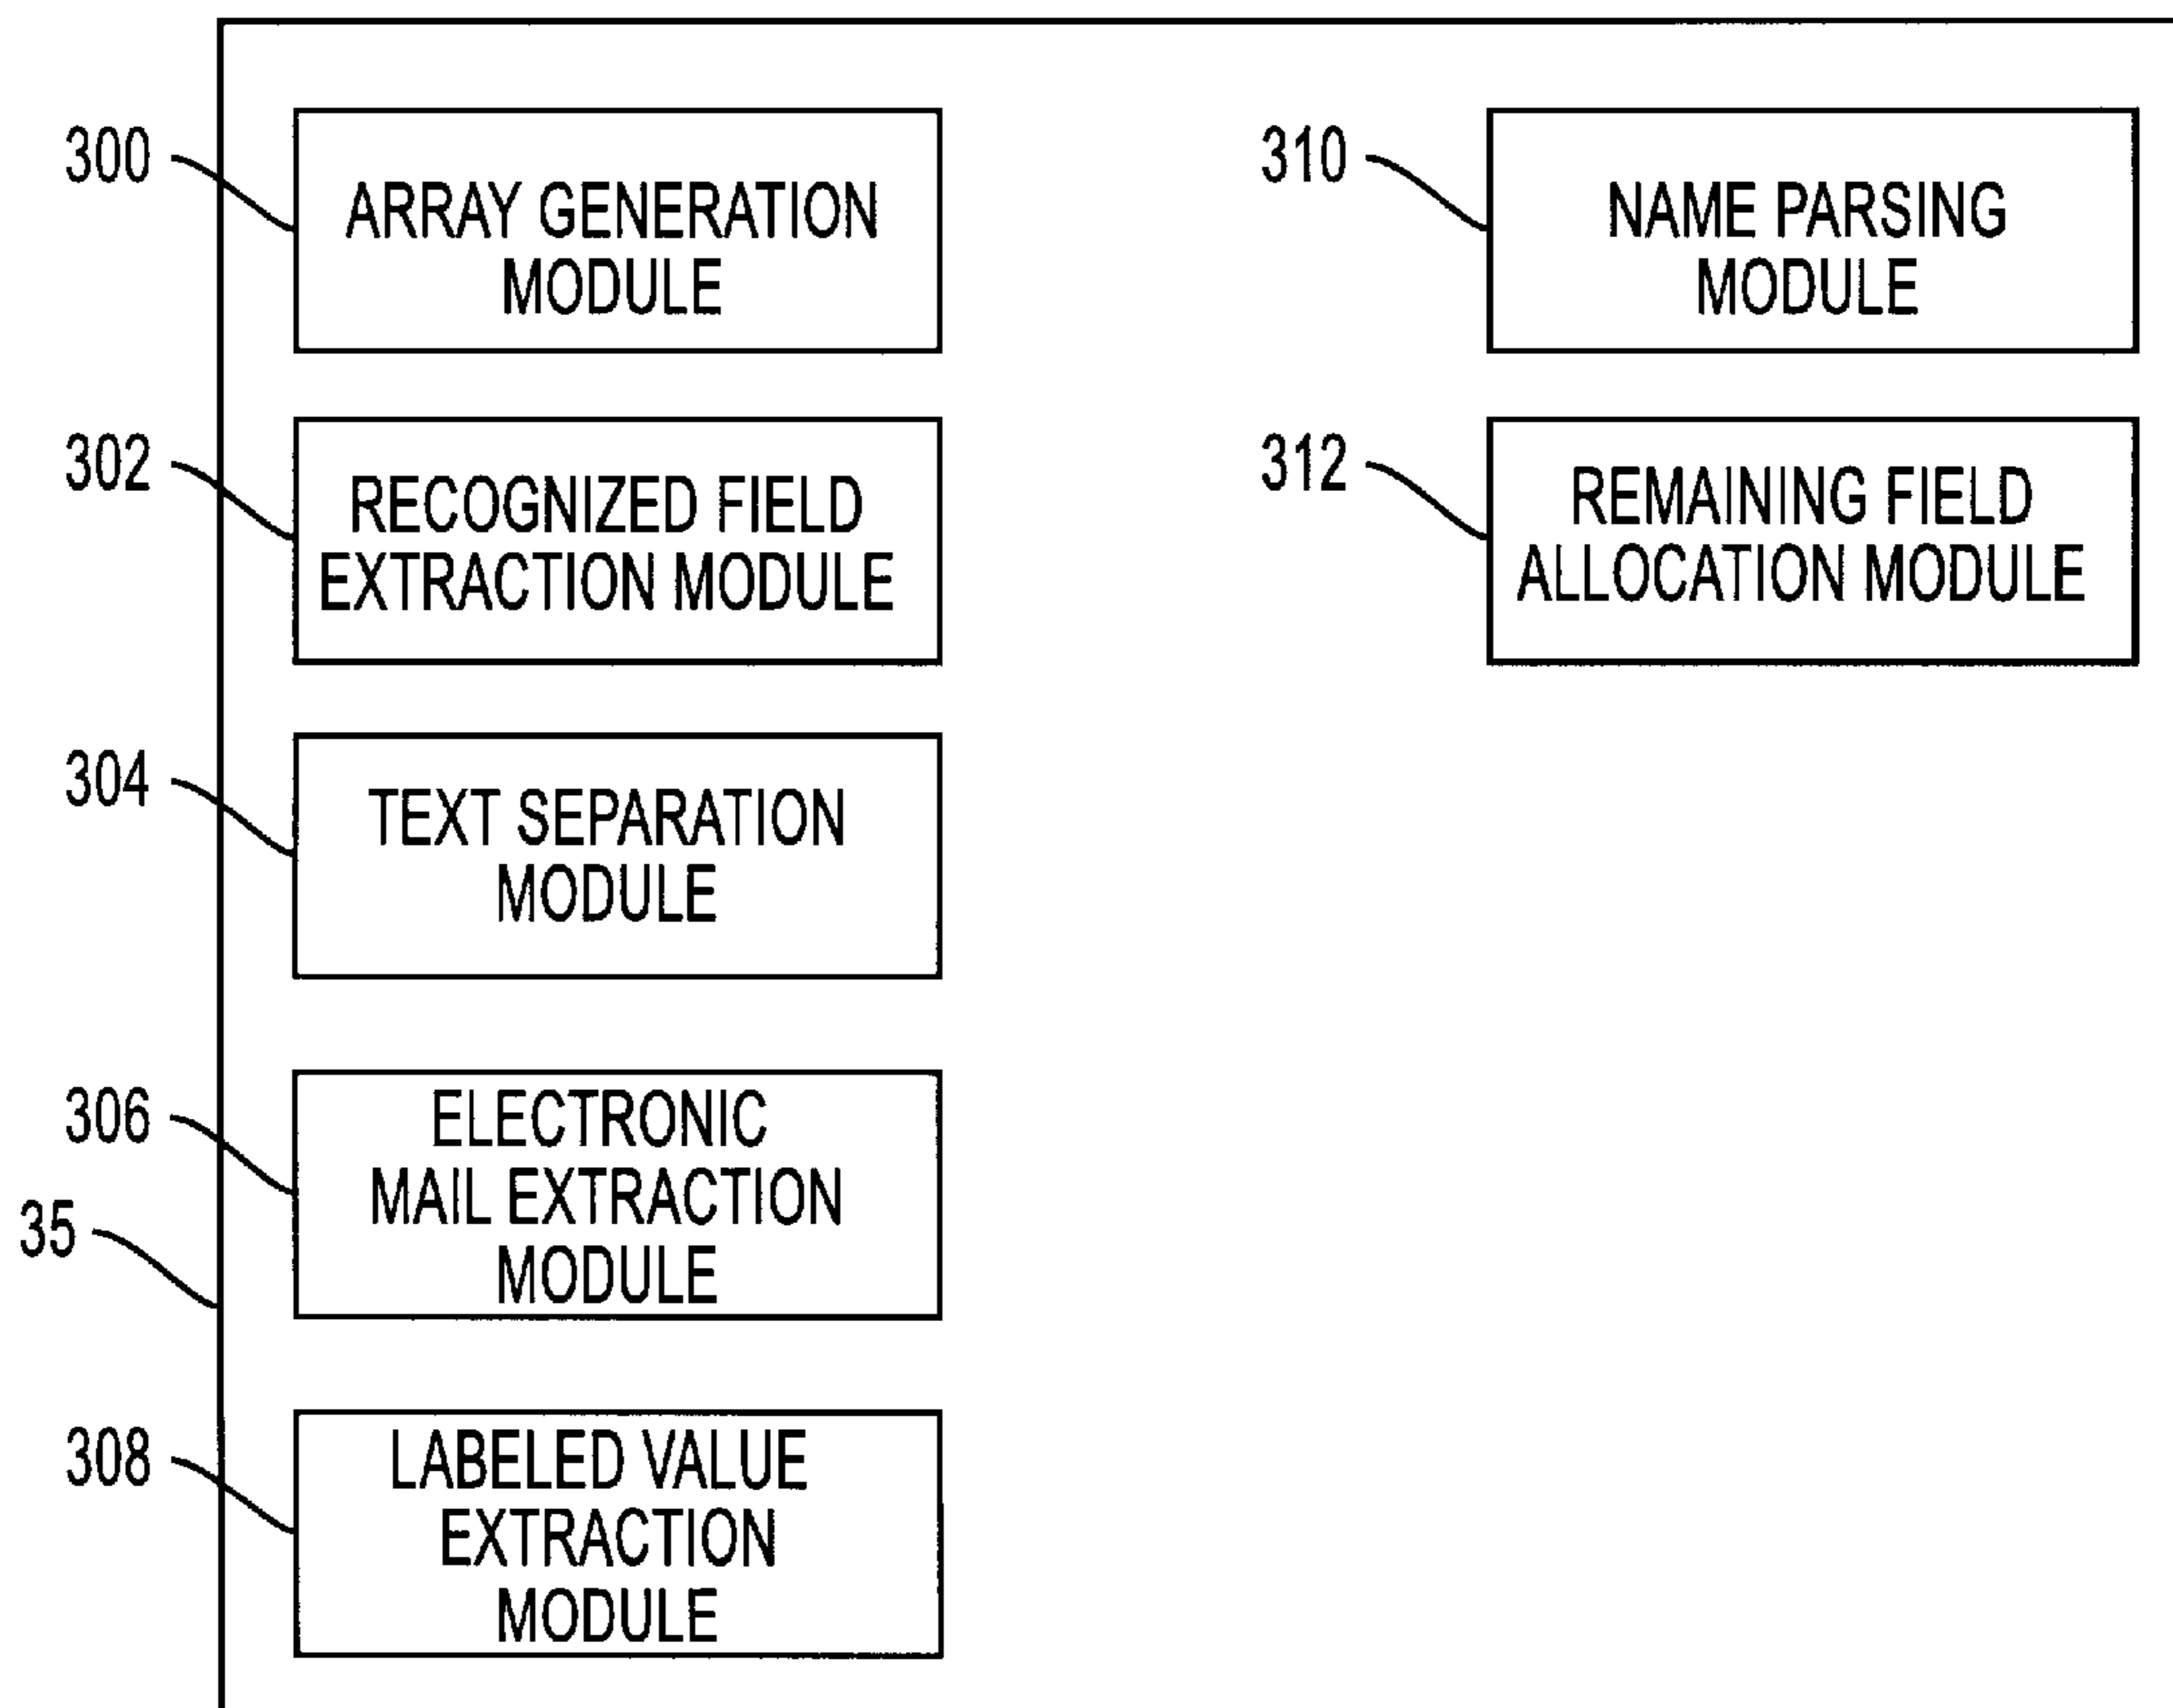 300
ARRAY GENERATION
MODULE
302
RECOGNIZED FIELD
EXTRACTION MODULE
304
TEXT SEPARATION
MODULE
306
ELECTRONIC
MAIL EXTRACTION
MODULE
35
308
LABELED VALUE
EXTRACTION
MODULE
310
NAME PARSING
MODULE
312
REMAINING FIELD
ALLOCATION MODULE